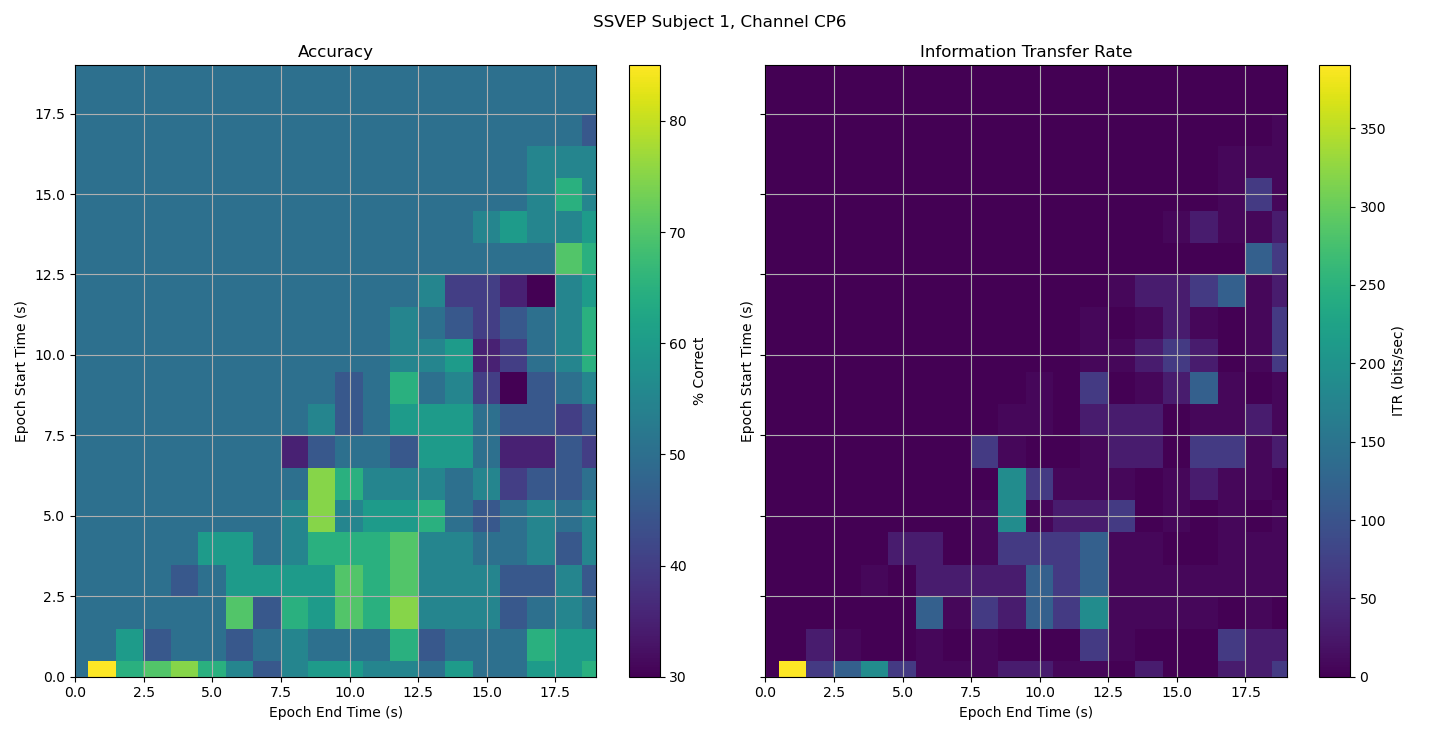 SSVEP Subject 1, Channel CP6
Accuracy
Information Transfer Rate
17.5
15.0
12.5
10.0
7.5
5.0
2.5
0.0
Epoch Start Time (s)
0.0 2.5 5.0 7.5 10.0 12.5 15.0 17.5
Epoch End Time (s)
80
70
60
50
40
30
% Correct
Epoch Start Time (s)
0.0 2.5 5.0 7.5 10.0 12.5 15.0 17.5
Epoch End Time (s)
350
300
250
200
150
100
50
0
ITR (bits/sec)